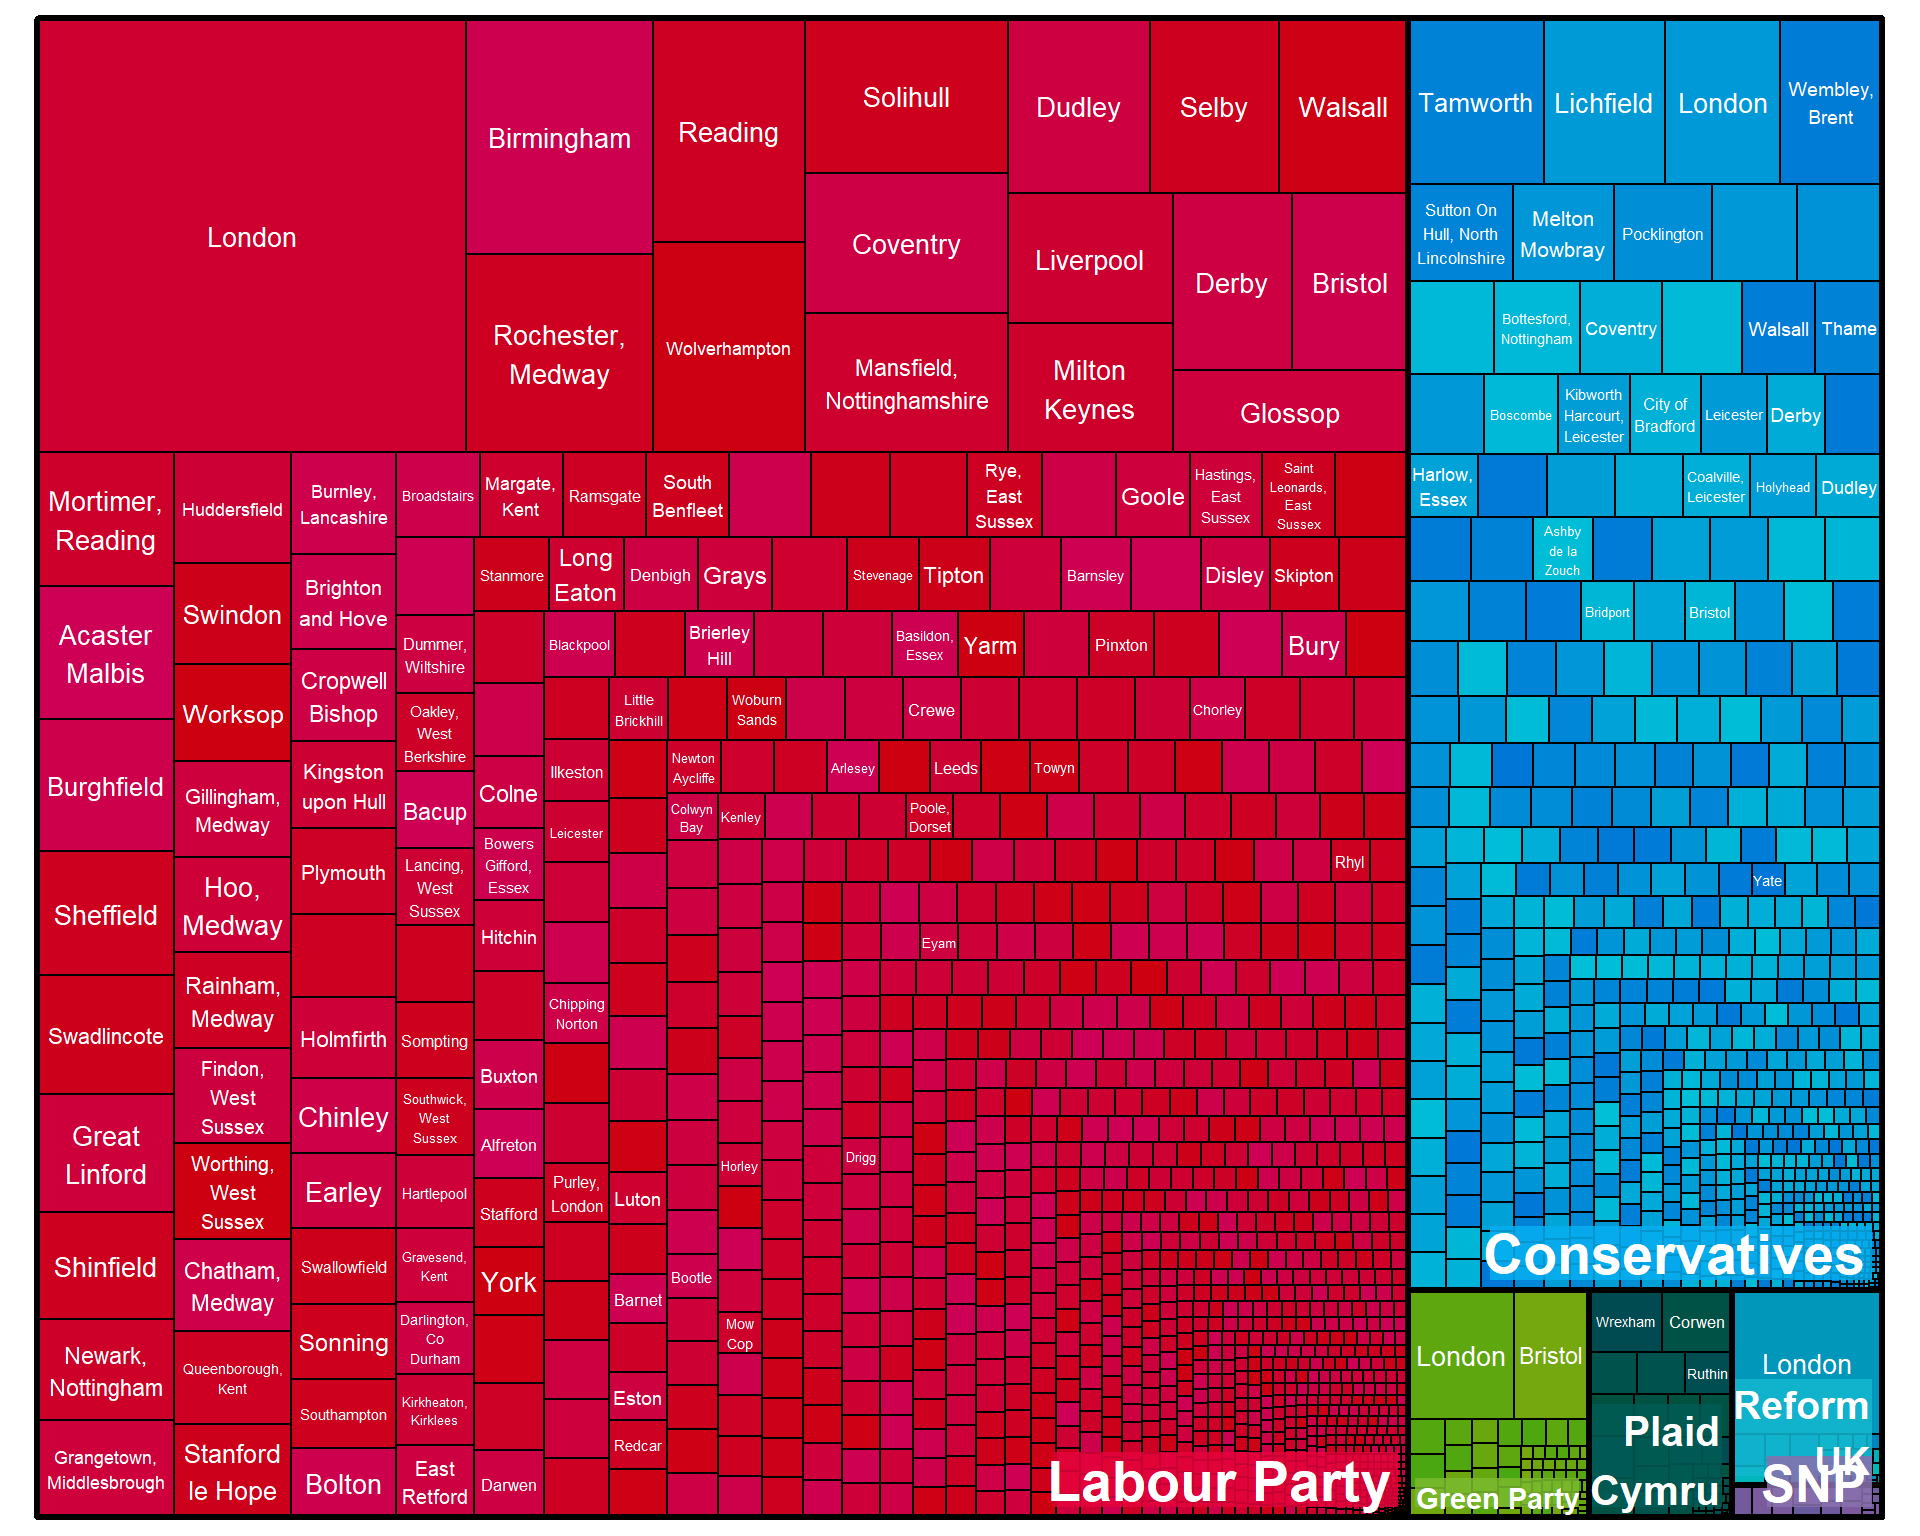 London
Birmingham
Rochester,
Medway
Reading
Wolverhampton
Solihull
Coventry
Mansfield,
Nottinghamshire
Dudley
Selby
Walsall
Liverpool
Milton
Keynes
Derby
Bristol
Glossop
Mortimer,
Reading
Acaster
Malbis
Burghfield
Sheffield
Swadlincote
Great
Linford
Shinfield
Newark,
Nottingham
Grangetown,
Middlesbrough
Huddersfield
Swindon
Worksop
Gillingham,
Medway
Hoo,
Medway
Rainham,
Medway
Findon,
West
Sussex
Worthing,
West
Sussex
Chatham,
Medway
Queenborough,
Kent
Stanford
le Hope
Burnley,
Lancashire
Brighton
and Hove
Cropwell
Bishop
Kingston
upon Hull
Plymouth
Holmfirth
Chinley
Earley
Swallowfield
Sonning
Southampton
Bolton
Broadstairs
Dummer,
Wiltshire
Oakley,
West
Berkshire
Bacup
Lancing,
West
Sussex
Sompting
Southwick,
West
Sussex
Hartlepool
Gravesend,
Kent
Darlington,
Co
Durham
Kirkheaton,
Kirklees
East
Retford
Margate,
Kent
Ramsgate
South
Benfleet
Rye,
East
Sussex
Goole
Hastings,
East
Sussex
Saint
Leonards,
East
Sussex
Stanmore
Long
Eaton
Denbigh
Grays
Stevenage
Tipton
Barnsley
Disley
Skipton
Colne
Bowers
Gifford,
Essex
Hitchin
Buxton
Alfreton
Stafford
York
Darwen
Blackpool
Brierley
Hill
Basildon,
Essex
Yarm
Pinxton
Bury
Ilkeston
Leicester
Chipping
Norton
Purley,
London
Little
Brickhill
Woburn
Sands
Crewe
Chorley
Luton
Barnet
Eston
Redcar
Newton
Aycliffe
Arlesey
Leeds
Towyn
Colwyn
Bay
Kenley
Poole,
Dorset
Bootle
Rhyl
Horley
Mow
Cop
Eyam
Drigg
Labour Party
Tamworth
Lichfield
London
Wembley,
Brent
Sutton On
Hull, North
Lincolnshire
Melton
Mowbray
Pocklington
Bottesford,
Nottingham
Coventry
Walsall
Thame
Boscombe
Kibworth
Harcourt,
Leicester
City of
Bradford
Leicester
Derby
Harlow,
Essex
Coalville,
Leicester
Holyhead
Dudley
Ashby
de la
Zouch
Bridport
Bristol
Yate
Conservatives
London
Bristol
Green Party
Wrexham
Corwen
Ruthin
Plaid
Cymru
London
Reform
UK
SNP